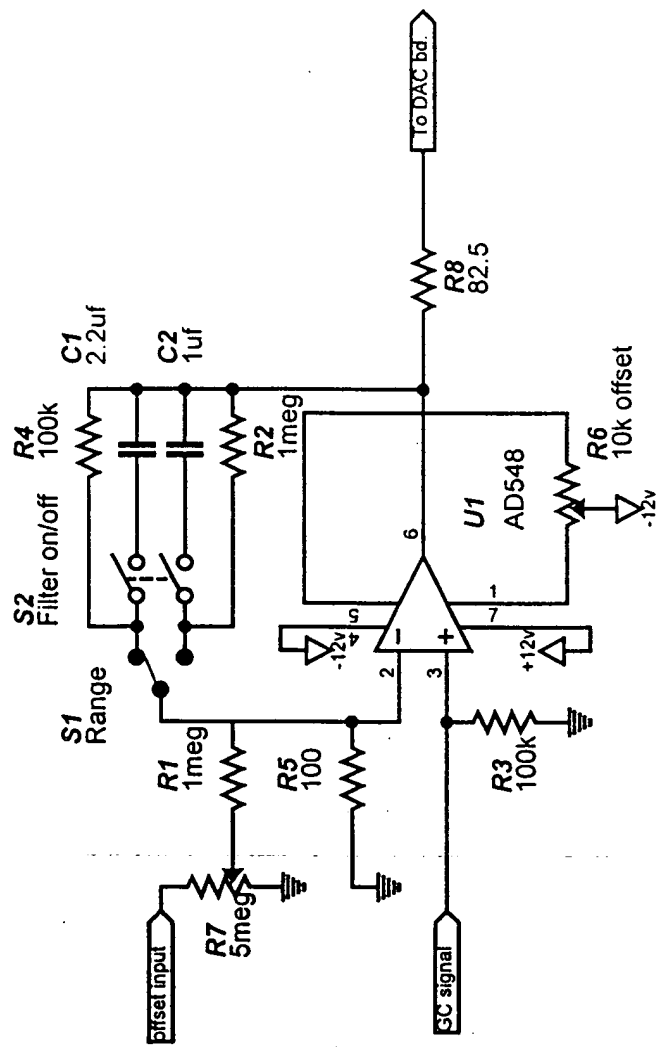 offset input
R7
5meg
R1
1meg
S1
Range
S2
Filter on/off
R4
100k
C1
2.2uf
C2
1uf
R2
1meg
R5
100
GC signal
R3
100k
2
3
-
+
4
5
-12v
+12v
7
1
6
U1
AD548
R6
10k offset
-12v
R8
82.5
To DAC bd.